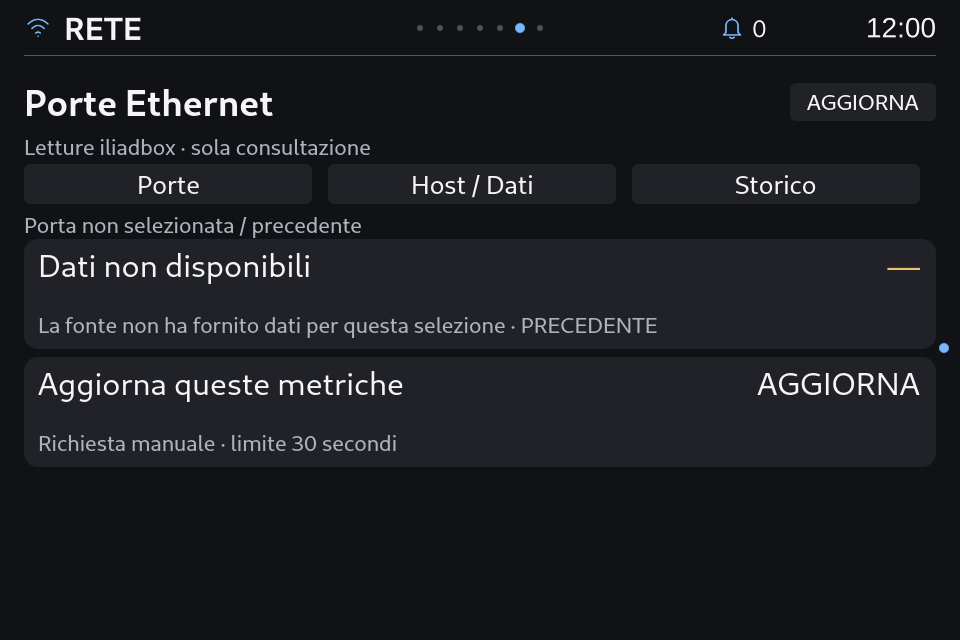 RETE
0
12:00
Porte Ethernet
AGGIORNA
Letture iliadbox · sola consultazione
Porte
Host / Dati
Storico
Porta non selezionata / precedente
Dati non disponibili
—
La fonte non ha fornito dati per questa selezione · PRECEDENTE
Aggiorna queste metriche
AGGIORNA
Richiesta manuale · limite 30 secondi